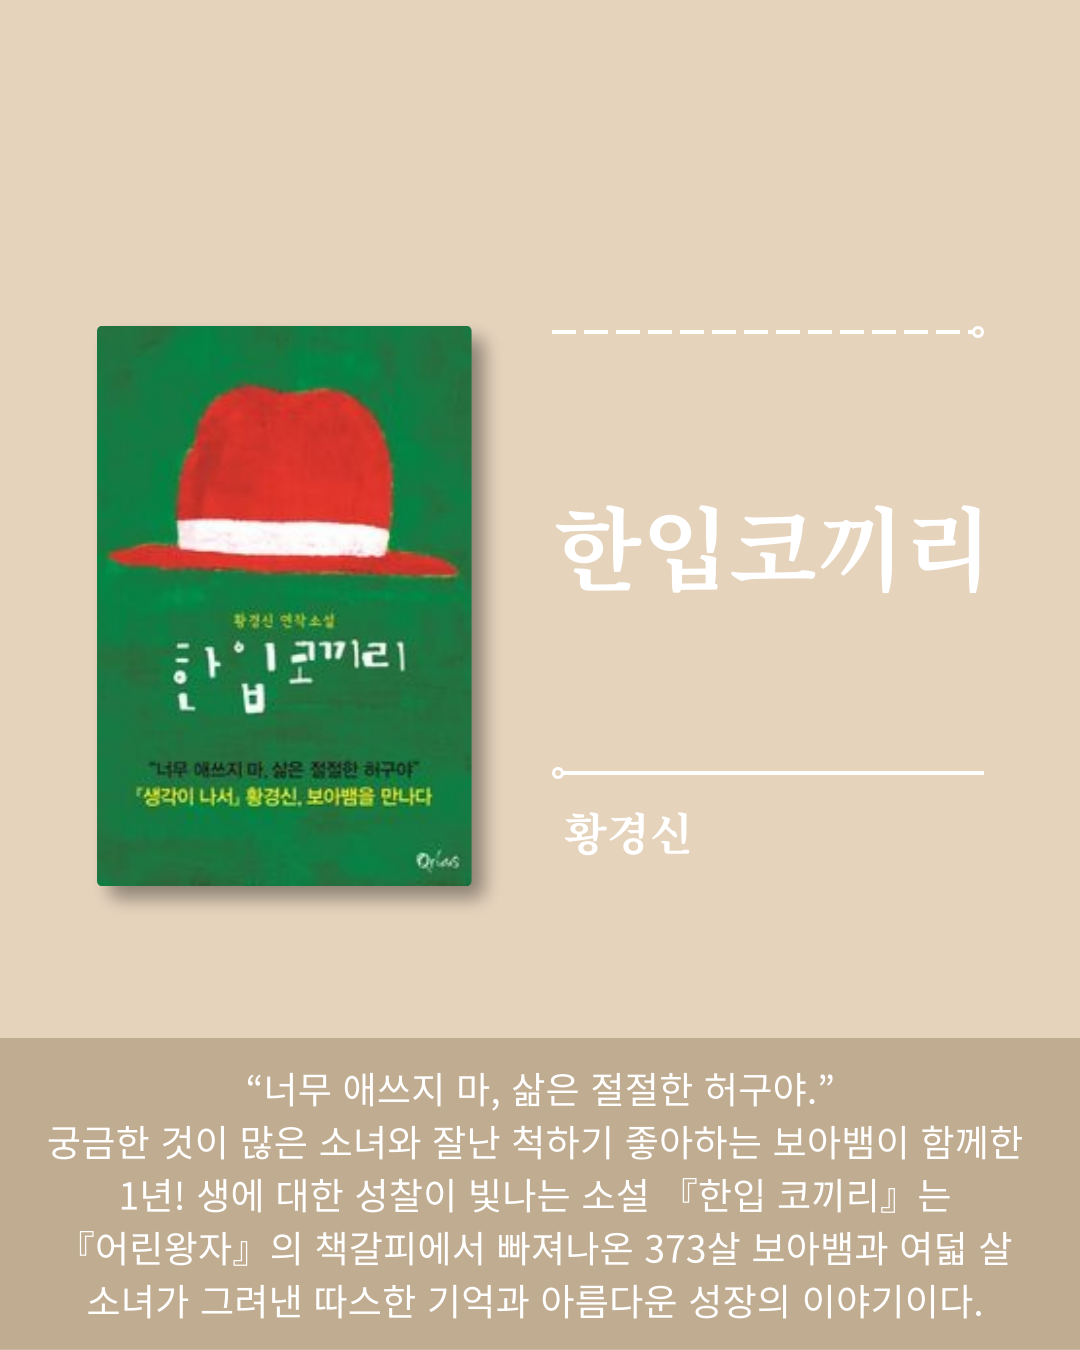 황경신 연작소설
한입 코끼리
“너무 애쓰지 마, 삶은 절절한 허구야”
『생각이 나서』 황경신, 보아뱀을 만나다
한입코끼리
황경신
“너무 애쓰지 마, 삶은 절절한 허구야.”
궁금한 것이 많은 소녀와 잘난 척하기 좋아하는 보아뱀이 함께한
1년! 생에 대한 성찰이 빛나는 소설 『한입 코끼리』는
『어린왕자』의 책갈피에서 빠져나온 373살 보아뱀과 여덟 살
소녀가 그려낸 따스한 기억과 아름다운 성장의 이야기이다.